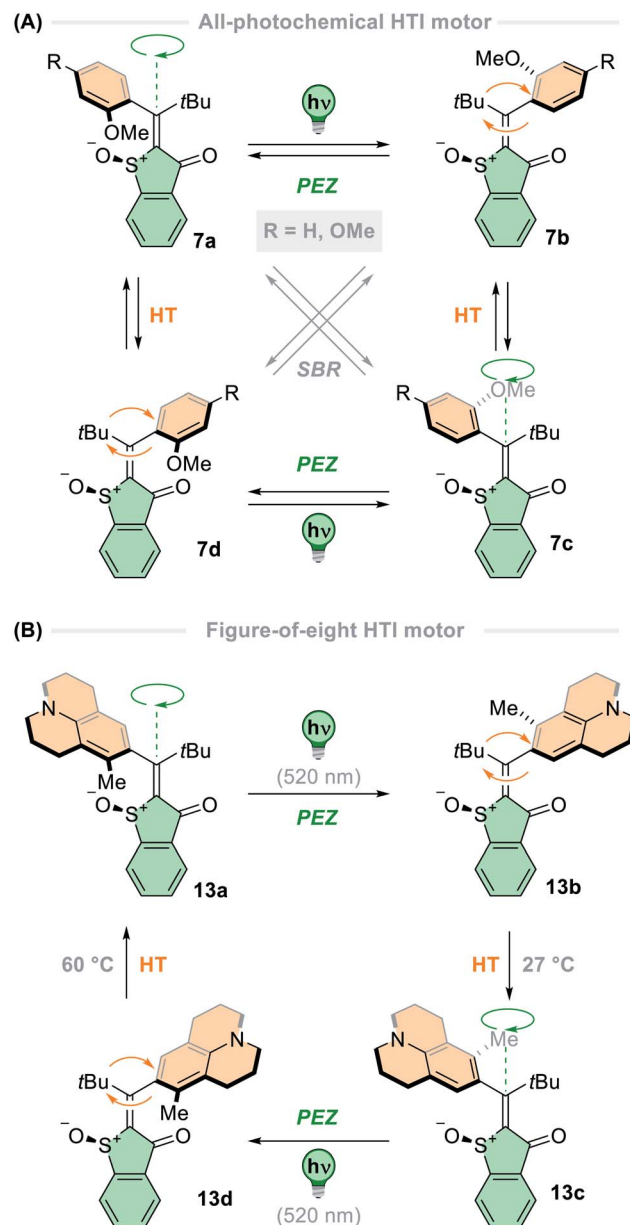 (A) All-photochemical HTI motor
R
tBu
OMe
−O
S+
O
7a
hν
PEZ
MeO
R
tBu
−O
S+
O
7b
R = H, OMe
HT
HT
SBR
R
tBu
OMe
−O
S+
O
7d
PEZ
hν
R
OMe
tBu
−O
S+
O
7c
(B) Figure-of-eight HTI motor
N
Me
tBu
−O
S+
O
13a
hν
(520 nm)
PEZ
Me
N
tBu
−O
S+
O
13b
60 °C HT
HT 27 °C
N
tBu
Me
−O
S+
O
13d
PEZ
hν
(520 nm)
N
Me
tBu
−O
S+
O
13c